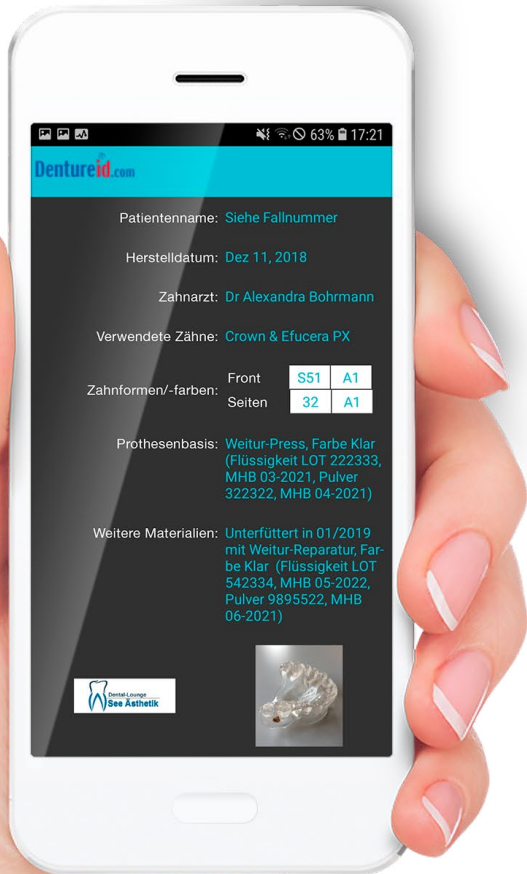 63% 17:21
Dentureid.com
Patientenname: Siehe Fallnummer
Herstelldatum: Dez 11, 2018
Zahnarzt: Dr Alexandra Bohrmann
Verwendete Zähne: Crown & Efucera PX
Zahnformen/-farben: Front S51 A1
Seiten 32 A1
Prothesenbasis: Weitur-Press, Farbe Klar
(Flüssigkeit LOT 222333,
MHB 03-2021, Pulver
322322, MHB 04-2021)
Weitere Materialien: Unterfüttert in 01/2019
mit Weitur-Reparatur, Far-
be Klar (Flüssigkeit LOT
542334, MHB 05-2022,
Pulver 9895522, MHB
06-2021)
Dental-Lounge
See Ästhetik